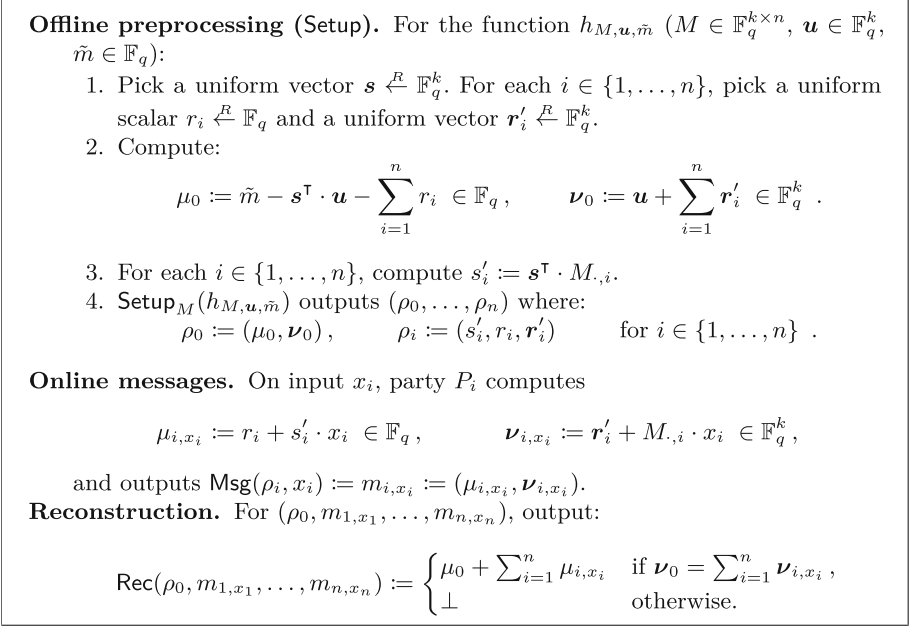 Offline preprocessing (Setup). For the function h_{M,u,m̃} (M ∈ 𝔽_q^{k×n}, u ∈ 𝔽_q^k,
m̃ ∈ 𝔽_q):
1. Pick a uniform vector s ←^R 𝔽_q^k. For each i ∈ {1, . . . , n}, pick a uniform
scalar r_i ←^R 𝔽_q and a uniform vector r′_i ←^R 𝔽_q^k.
2. Compute:
μ_0 := m̃ − s^⊺ · u − ∑_{i=1}^{n} r_i ∈ 𝔽_q , ν_0 := u + ∑_{i=1}^{n} r′_i ∈ 𝔽_q^k .
3. For each i ∈ {1, . . . , n}, compute s′_i := s^⊺ · M_{·,i}.
4. Setup_M(h_{M,u,m̃}) outputs (ρ_0, . . . , ρ_n) where:
ρ_0 := (μ_0, ν_0) , ρ_i := (s′_i, r_i, r′_i) for i ∈ {1, . . . , n} .
Online messages. On input x_i, party P_i computes
μ_{i,x_i} := r_i + s′_i · x_i ∈ 𝔽_q , ν_{i,x_i} := r′_i + M_{·,i} · x_i ∈ 𝔽_q^k ,
and outputs Msg(ρ_i, x_i) := m_{i,x_i} := (μ_{i,x_i}, ν_{i,x_i}).
Reconstruction. For (ρ_0, m_{1,x_1}, . . . , m_{n,x_n}), output:
Rec(ρ_0, m_{1,x_1}, . . . , m_{n,x_n}) := { μ_0 + ∑_{i=1}^{n} μ_{i,x_i} if ν_0 = ∑_{i=1}^{n} ν_{i,x_i} ,
⊥ otherwise.